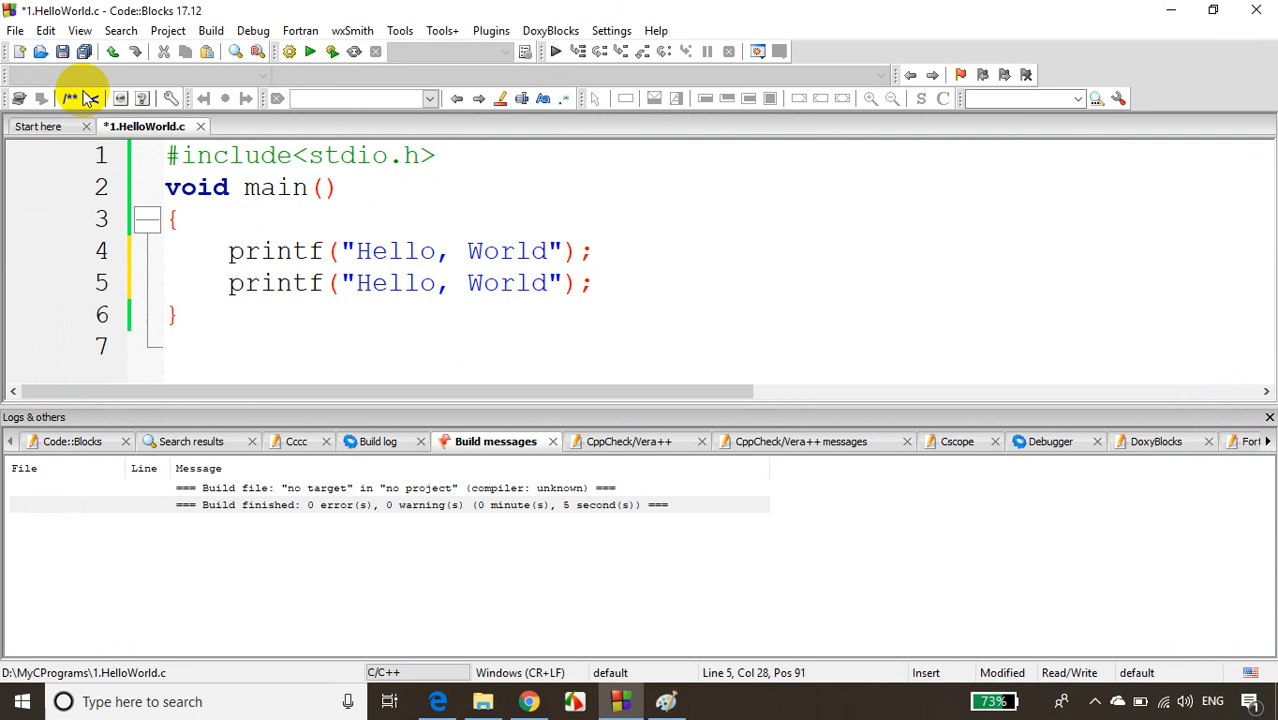 *1.HelloWorld.c - Code::Blocks 17.12
File Edit View Search Project Build Debug Fortran wxSmith Tools Tools+ Plugins DoxyBlocks Settings Help
/** Aa .* S C
Start here *1.HelloWorld.c
1 #include<stdio.h>
2 void main()
3 {
4 printf("Hello, World");
5 printf("Hello, World");
6 }
7
Logs & others
Code::Blocks Search results Cccc Build log Build messages CppCheck/Vera++ CppCheck/Vera++ messages Cscope Debugger DoxyBlocks Fort
File Line Message
=== Build file: "no target" in "no project" (compiler: unknown) ===
=== Build finished: 0 error(s), 0 warning(s) (0 minute(s), 5 second(s)) ===
D:\MyCPrograms\1.HelloWorld.c C/C++ Windows (CR+LF) default Line 5, Col 28, Pos 91 Insert Modified Read/Write default
Type here to search 73% ENG 1